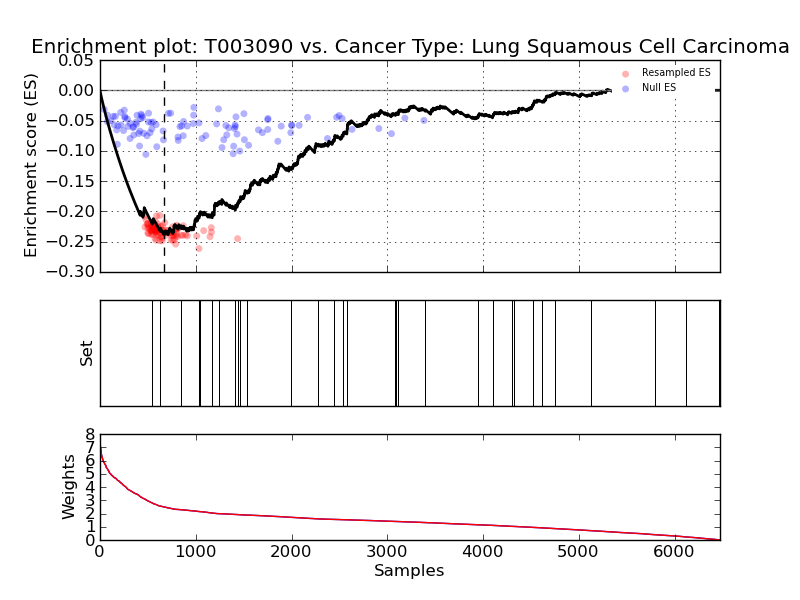 Enrichment plot: T003090 vs. Cancer Type: Lung Squamous Cell Carcinoma
Enrichment score (ES)
0.05
0.00
−0.05
−0.10
−0.15
−0.20
−0.25
−0.30
Resampled ES
Null ES
Set
Weights
8
7
6
5
4
3
2
1
0
0 1000 2000 3000 4000 5000 6000
Samples